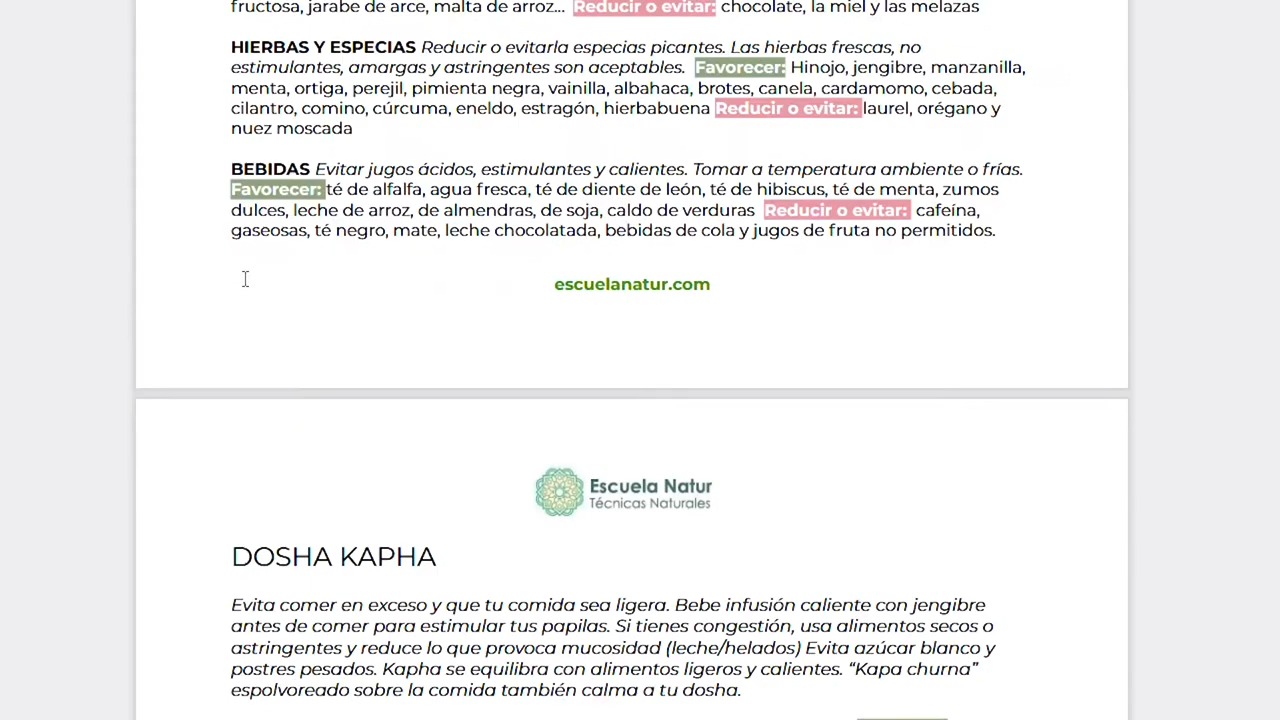 fructosa, jarabe de arce, malta de arroz... Reducir o evitar: chocolate, la miel y las melazas
HIERBAS Y ESPECIAS Reducir o evitarla especias picantes. Las hierbas frescas, no
estimulantes, amargas y astringentes son aceptables. Favorecer: Hinojo, jengibre, manzanilla,
menta, ortiga, perejil, pimienta negra, vainilla, albahaca, brotes, canela, cardamomo, cebada,
cilantro, comino, cúrcuma, eneldo, estragón, hierbabuena Reducir o evitar: laurel, orégano y
nuez moscada
BEBIDAS Evitar jugos ácidos, estimulantes y calientes. Tomar a temperatura ambiente o frías.
Favorecer: té de alfalfa, agua fresca, té de diente de león, té de hibiscus, té de menta, zumos
dulces, leche de arroz, de almendras, de soja, caldo de verduras Reducir o evitar: cafeína,
gaseosas, té negro, mate, leche chocolatada, bebidas de cola y jugos de fruta no permitidos.
escuelanatur.com
Escuela Natur
Técnicas Naturales
DOSHA KAPHA
Evita comer en exceso y que tu comida sea ligera. Bebe infusión caliente con jengibre
antes de comer para estimular tus papilas. Si tienes congestión, usa alimentos secos o
astringentes y reduce lo que provoca mucosidad (leche/helados) Evita azúcar blanco y
postres pesados. Kapha se equilibra con alimentos ligeros y calientes. “Kapa churna”
espolvoreado sobre la comida también calma a tu dosha.